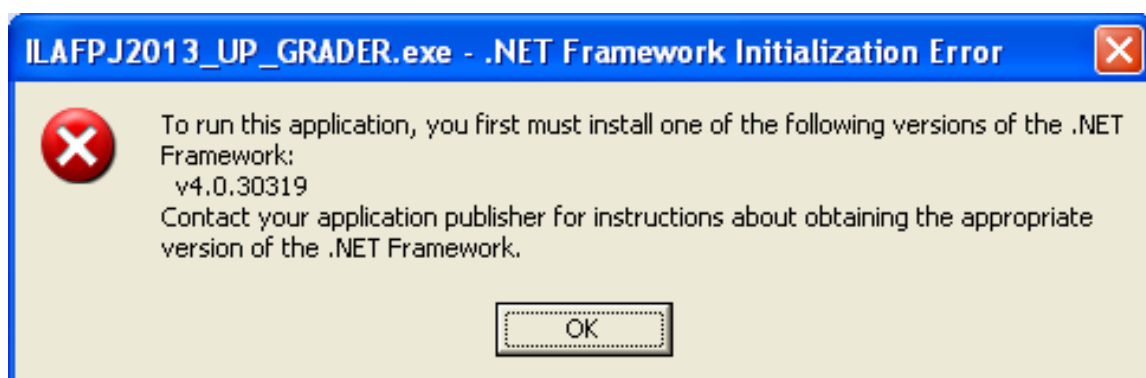 ILAFPJ2013_UP_GRADER.exe - .NET Framework Initialization Error
To run this application, you first must install one of the following versions of the .NET
Framework:
v4.0.30319
Contact your application publisher for instructions about obtaining the appropriate
version of the .NET Framework.
OK